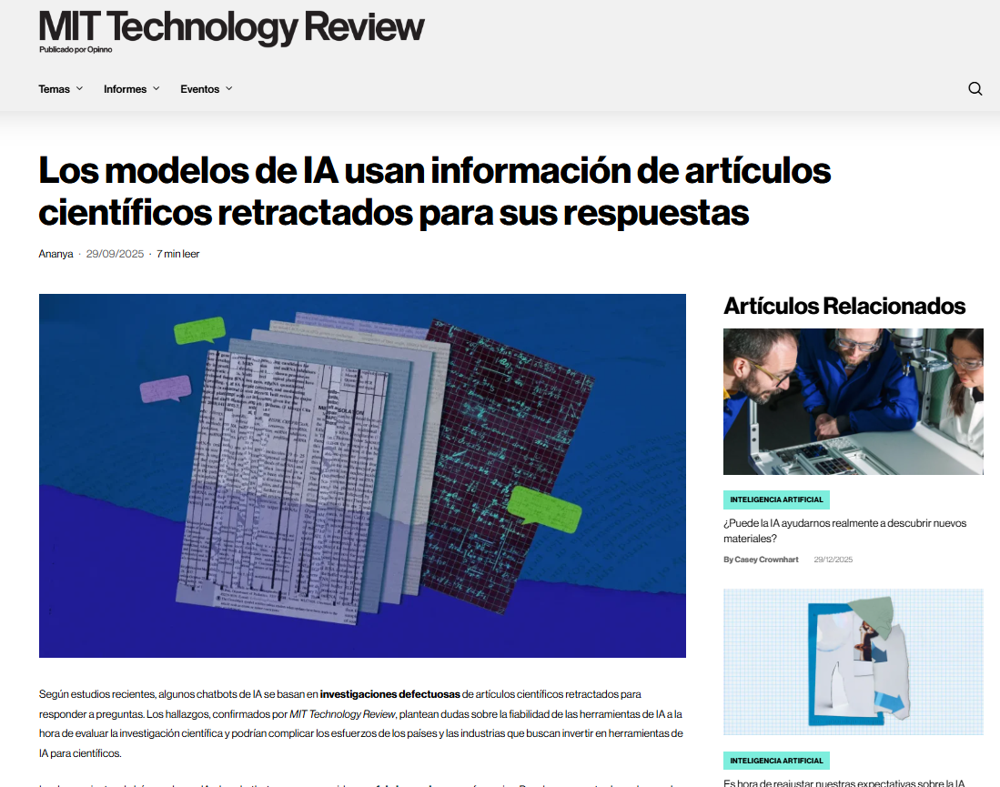 MIT Technology Review
Publicado por Opinno
Temas
Informes
Eventos
Los modelos de IA usan información de artículos
científicos retractados para sus respuestas
Ananya · 29/09/2025 · 7 min leer
Según estudios recientes, algunos chatbots de IA se basan en investigaciones defectuosas de artículos científicos retractados para
responder a preguntas. Los hallazgos, confirmados por MIT Technology Review, plantean dudas sobre la fiabilidad de las herramientas de IA a la
hora de evaluar la investigación científica y podrían complicar los esfuerzos de los países y las industrias que buscan invertir en herramientas de
IA para científicos.
Artículos Relacionados
INTELIGENCIA ARTIFICIAL
¿Puede la IA ayudarnos realmente a descubrir nuevos
materiales?
By Casey Crownhart 29/12/2025
INTELIGENCIA ARTIFICIAL
Es hora de reajustar nuestras expectativas sobre la IA